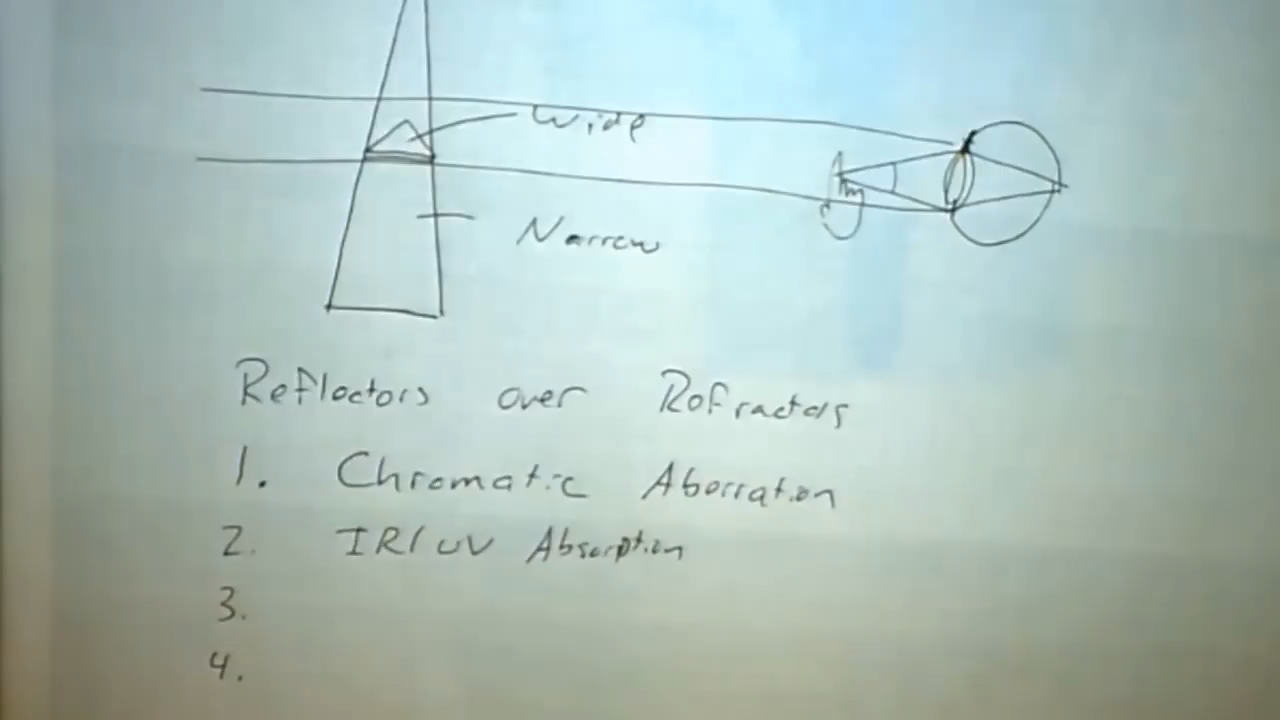 Wide
Narrow
Reflectors over Refractors
1. Chromatic Aberration
2. IR/UV Absorption
3.
4.